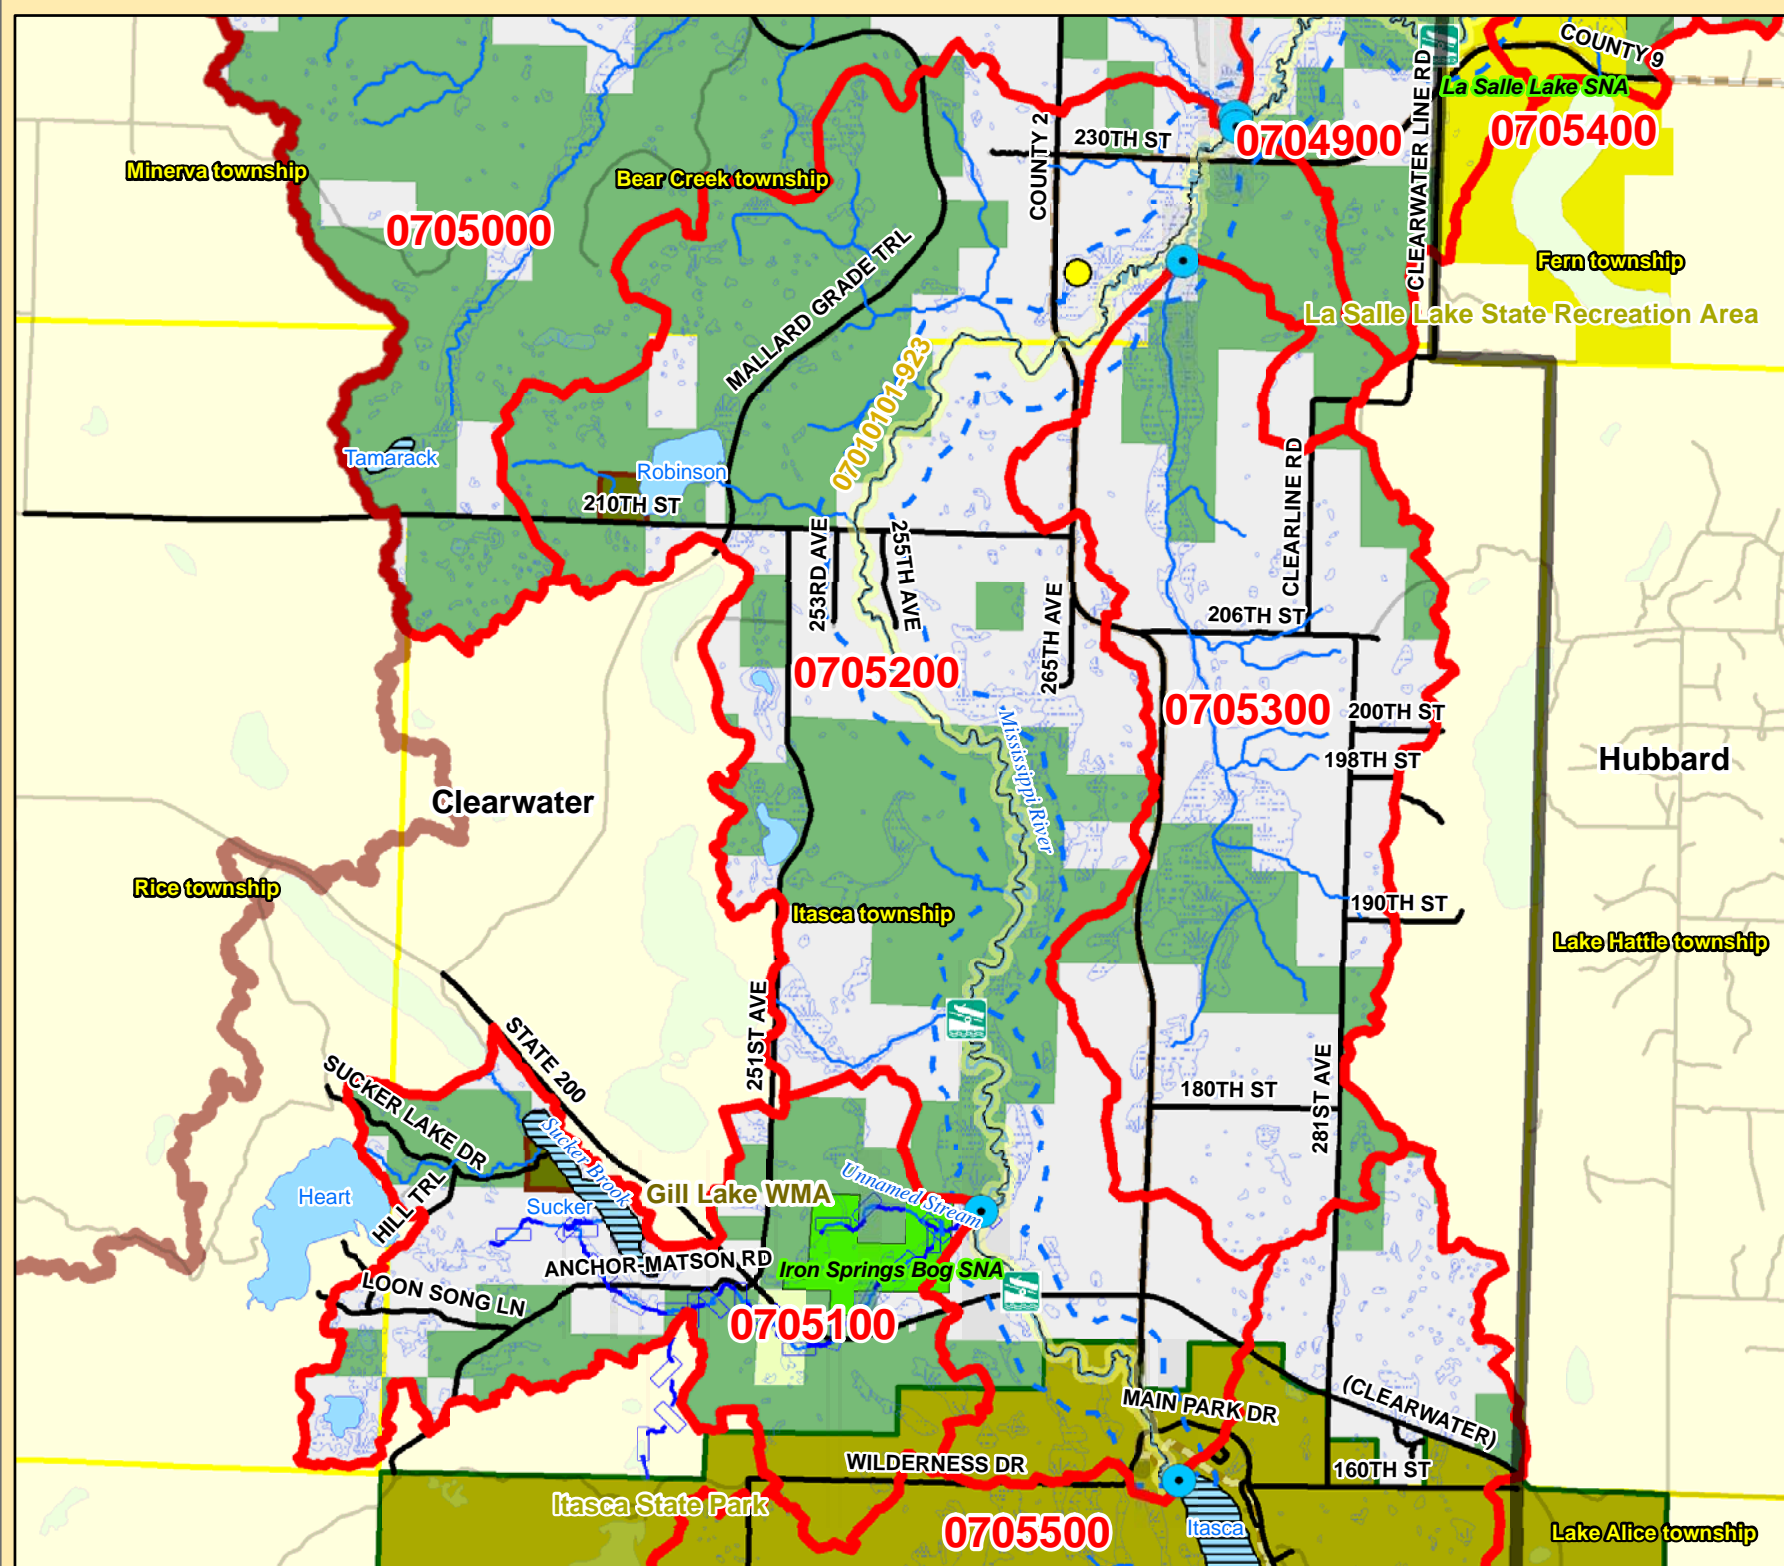 COUNTY 9
La Salle Lake SNA
CLEARWATER LINE RD
COUNTY 2
230TH ST
0704900
0705400
Minerva township
Bear Creek township
0705000
MALLARD GRADE TRL
Fern township
La Salle Lake State Recreation Area
07010101-923
Tamarack
Robinson
210TH ST
CLEARLINE RD
253RD AVE
255TH AVE
265TH AVE
206TH ST
0705200
0705300
200TH ST
Mississippi River
198TH ST
Hubbard
Clearwater
Rice township
Itasca township
190TH ST
Lake Hattie township
251ST AVE
STATE 200
SUCKER LAKE DR
180TH ST
281ST AVE
Sucker Brook
Unnamed Stream
Heart
HILL TRL
Sucker
Gill Lake WMA
ANCHOR-MATSON RD
Iron Springs Bog SNA
LOON SONG LN
0705100
MAIN PARK DR
(CLEARWATER)
WILDERNESS DR
160TH ST
Itasca State Park
0705500
Itasca
Lake Alice township